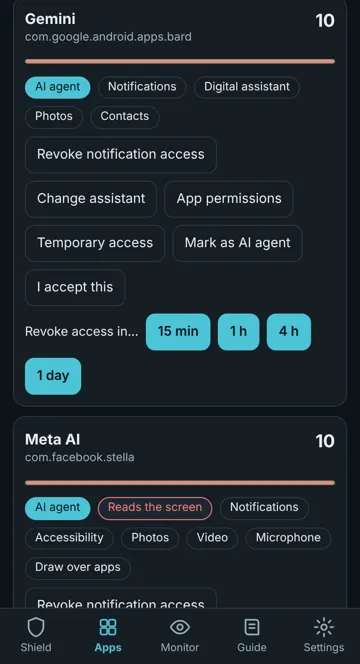 Gemini 10
com.google.android.apps.bard
AI agent Notifications Digital assistant
Photos Contacts
Revoke notification access
Change assistant App permissions
Temporary access Mark as AI agent
I accept this
Revoke access in... 15 min 1 h 4 h
1 day
Meta AI 10
com.facebook.stella
AI agent Reads the screen Notifications
Accessibility Photos Video Microphone
Draw over apps
Revoke notification access
Shield Apps Monitor Guide Settings